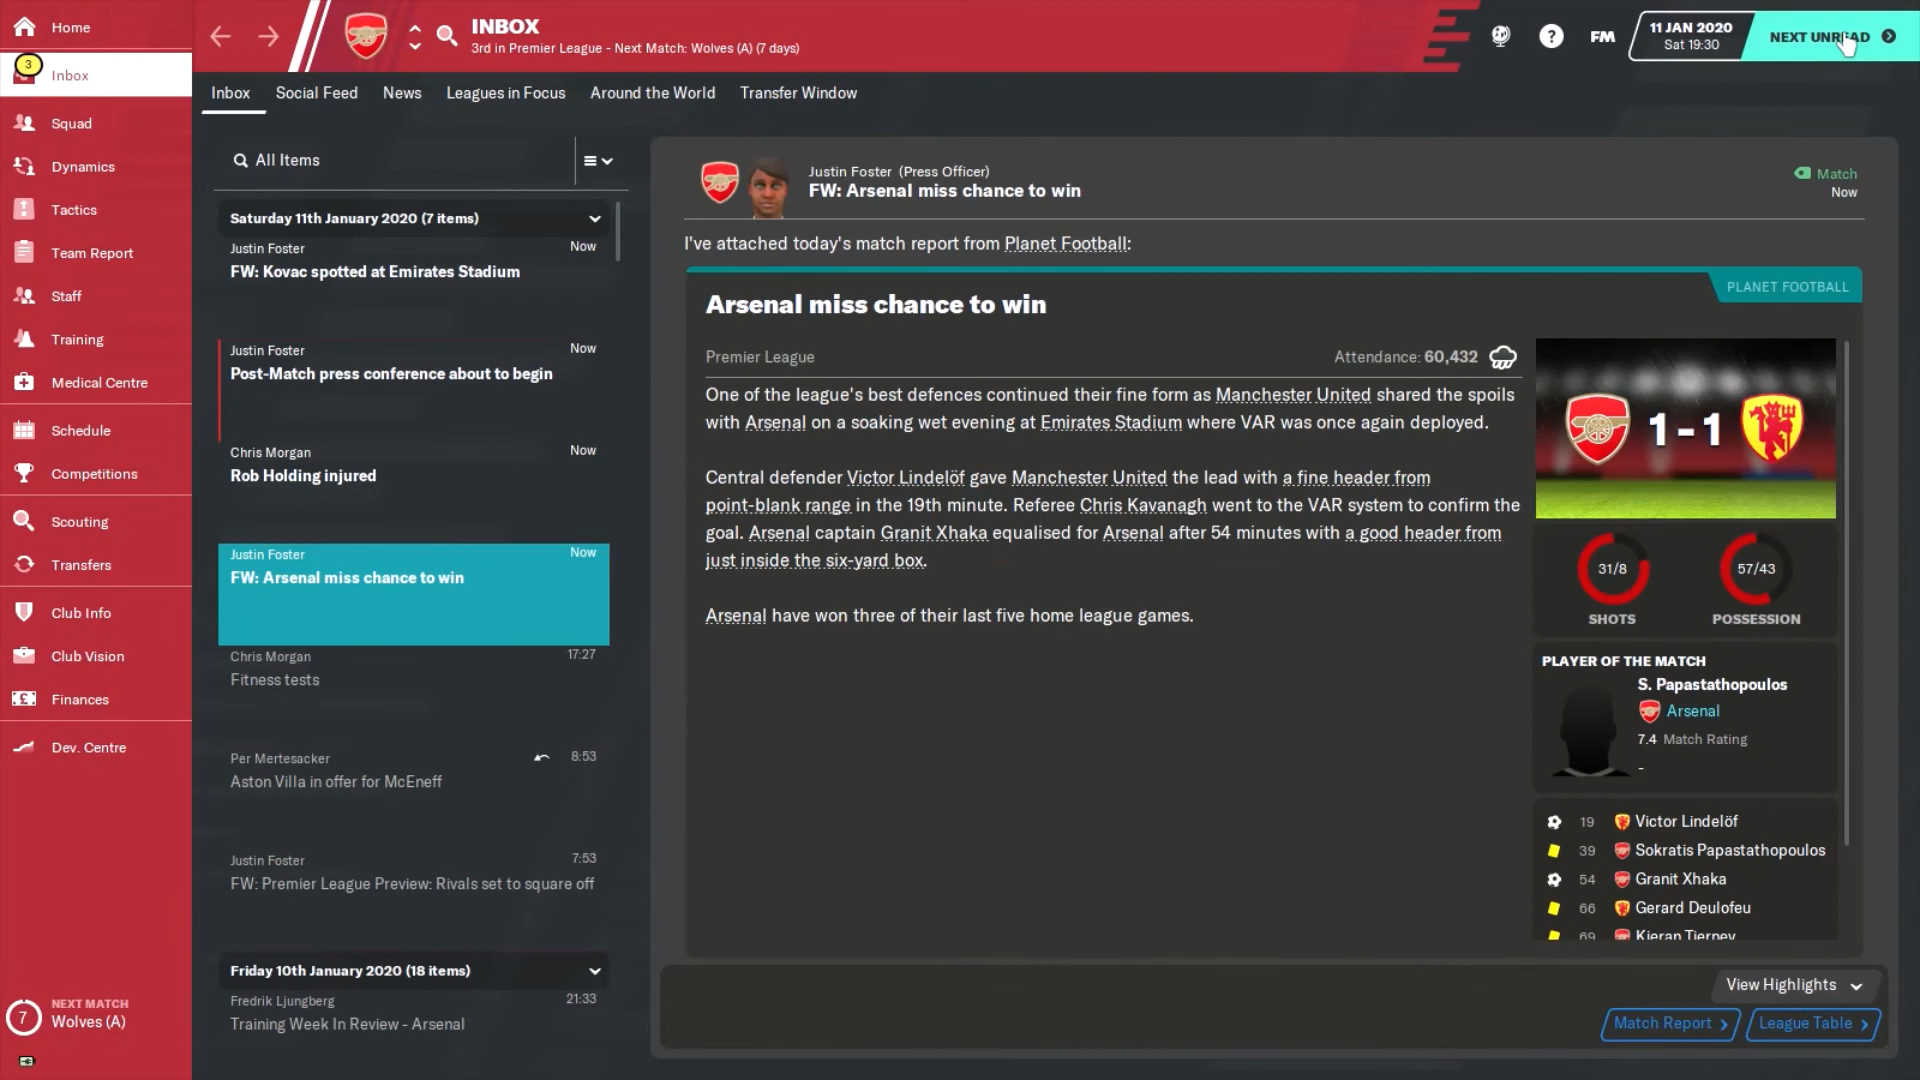 Home
3
Inbox
Squad
Dynamics
Tactics
Team Report
Staff
Training
Medical Centre
Schedule
Competitions
Scouting
Transfers
Club Info
Club Vision
Finances
Dev. Centre
7
NEXT MATCH
Wolves (A)
INBOX
3rd in Premier League - Next Match: Wolves (A) (7 days)
?
FM
11 JAN 2020
Sat 19:30
NEXT UNREAD
Inbox
Social Feed
News
Leagues in Focus
Around the World
Transfer Window
All Items
Saturday 11th January 2020 (7 items)
Justin Foster
Now
FW: Kovac spotted at Emirates Stadium
Justin Foster
Now
Post-Match press conference about to begin
Chris Morgan
Now
Rob Holding injured
Justin Foster
Now
FW: Arsenal miss chance to win
Chris Morgan
17:27
Fitness tests
Per Mertesacker
8:53
Aston Villa in offer for McEneff
Justin Foster
7:53
FW: Premier League Preview: Rivals set to square off
Friday 10th January 2020 (18 items)
Fredrik Ljungberg
21:33
Training Week In Review - Arsenal
Justin Foster (Press Officer)
FW: Arsenal miss chance to win
Match
Now
I've attached today's match report from Planet Football:
PLANET FOOTBALL
Arsenal miss chance to win
Premier League
Attendance: 60,432
One of the league's best defences continued their fine form as Manchester United shared the spoils
with Arsenal on a soaking wet evening at Emirates Stadium where VAR was once again deployed.
Central defender Victor Lindelöf gave Manchester United the lead with a fine header from
point-blank range in the 19th minute. Referee Chris Kavanagh went to the VAR system to confirm the
goal. Arsenal captain Granit Xhaka equalised for Arsenal after 54 minutes with a good header from
just inside the six-yard box.
Arsenal have won three of their last five home league games.
1 - 1
31/8
SHOTS
57/43
POSSESSION
PLAYER OF THE MATCH
S. Papastathopoulos
Arsenal
7.4 Match Rating
-
19 Victor Lindelöf
39 Sokratis Papastathopoulos
54 Granit Xhaka
66 Gerard Deulofeu
69 Kieran Tierney
View Highlights
Match Report
League Table